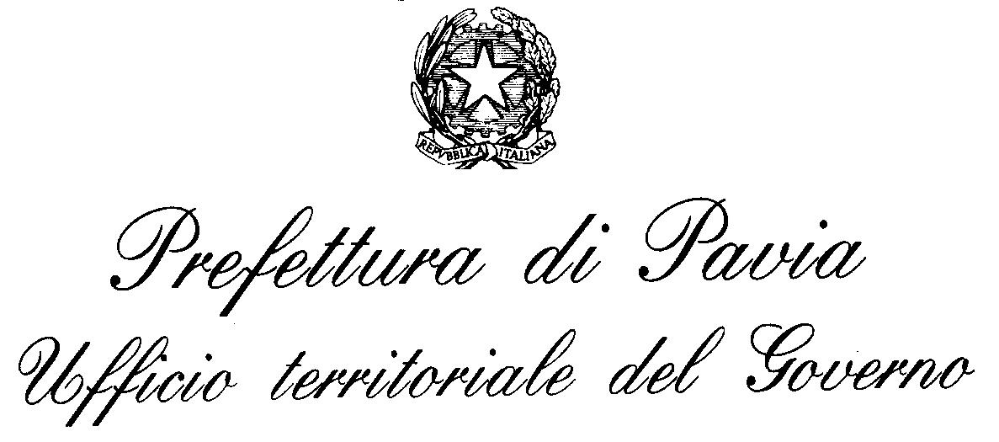 REPVBBLICA ITALIANA
Prefettura di Pavia
Ufficio territoriale del Governo